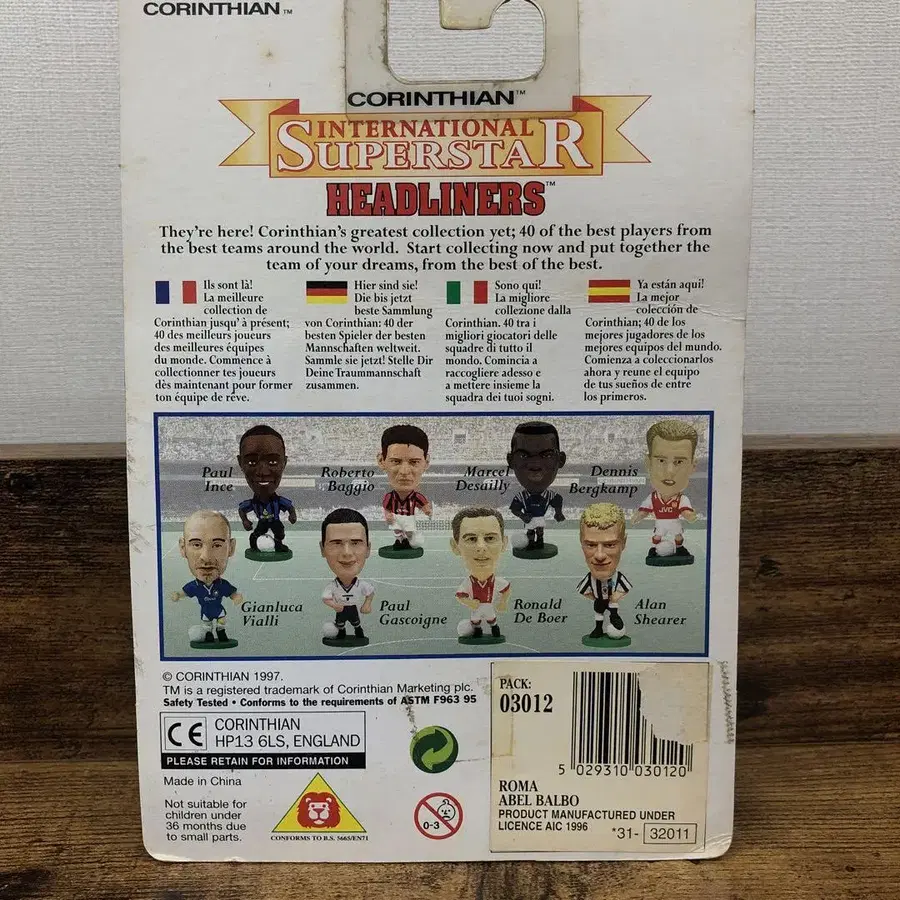 CORINTHIAN™
CORINTHIAN™
INTERNATIONAL
SUPERSTAR
HEADLINERS™
They're here! Corinthian's greatest collection yet; 40 of the best players from
the best teams around the world. Start collecting now and put together the
team of your dreams, from the best of the best.
Ils sont là!
La meilleure
collection de
Corinthian jusqu' à présent;
40 des meilleurs joueurs
des meilleures équipes
du monde. Commence à
collectionner tes joueurs
dès maintenant pour former
ton équipe de réve.
Hier sind sie!
Die bis jetzt
beste Sammlung
von Corinthian: 40 der
besten Spieler der besten
Mannschaften weltweit.
Sammle sie jetzt! Stelle Dir
Deine Traummannschaft
zusammen.
Sono qui!
La migliore
collezione dalla
Corinthian. 40 tra i
migliori giocatori delle
squadre di tutto il
mondo. Comincia a
raccogliere adesso e
a mettere insieme la
squadra dei tuoi sogni.
Ya están aqui!
La mejor
colección de
Corinthian; 40 de los
mejores jugadores de los
mejores equipos del mundo.
Comienza a coleccionarlos
ahora y reune el equipo
de tus sueños de entre
los primeros.
Paul
Ince
Roberto
Baggio
Marcel
Desailly
Dennis
Bergkamp
JVC
Gianluca
Vialli
Paul
Gascoigne
Ronald
De Boer
Alan
Shearer
© CORINTHIAN 1997.
TM is a registered trademark of Corinthian Marketing plc.
Safety Tested • Conforms to the requirements of ASTM F963 95
CE CORINTHIAN
HP13 6LS, ENGLAND
PLEASE RETAIN FOR INFORMATION
Made in China
Not suitable for
children under
36 months due
to small parts.
CONFORMS TO B.S. 5665/EN71
0-3
PACK:
03012
5 029310 030120
ROMA
ABEL BALBO
PRODUCT MANUFACTURED UNDER
LICENCE AIC 1996
*31- 32011